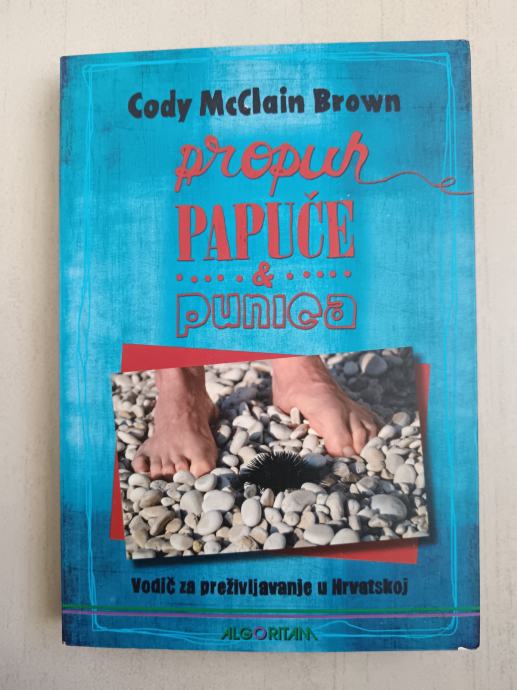 Cody McClain Brown
propuh
PAPUČE
&
punica
Vodič za preživljavanje u Hrvatskoj
ALGORITAM